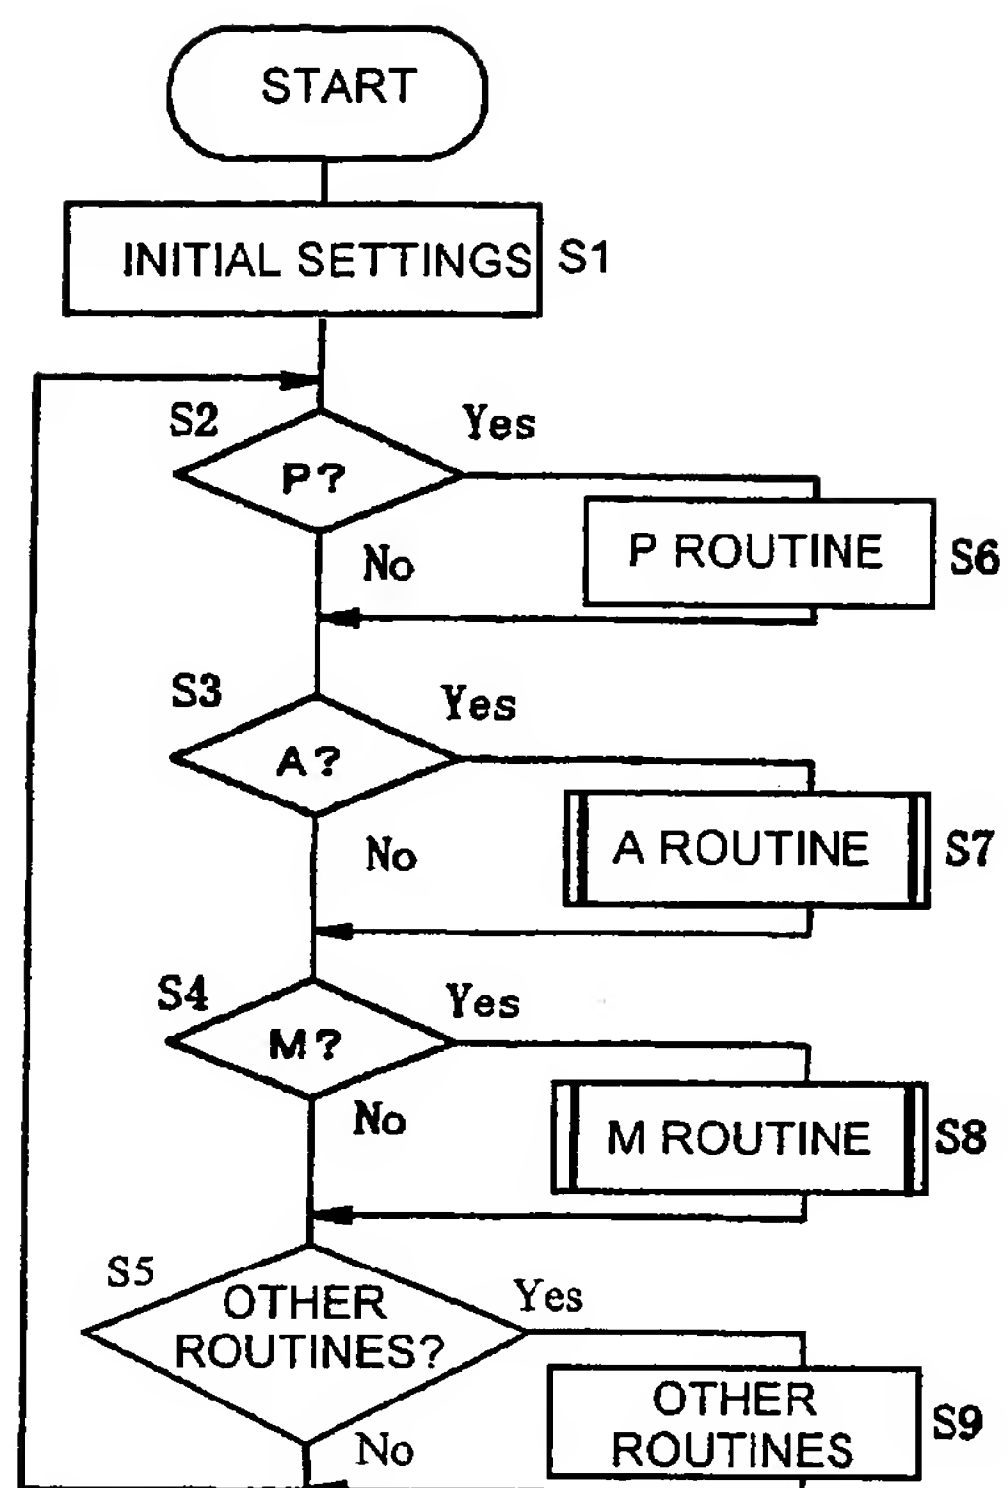 START
INITIAL SETTINGS S1
S2 Yes
P?
P ROUTINE S6
No
S3 Yes
A?
A ROUTINE S7
No
S4 Yes
M?
M ROUTINE S8
No
S5 Yes
OTHER
ROUTINES?
OTHER
ROUTINES S9
No